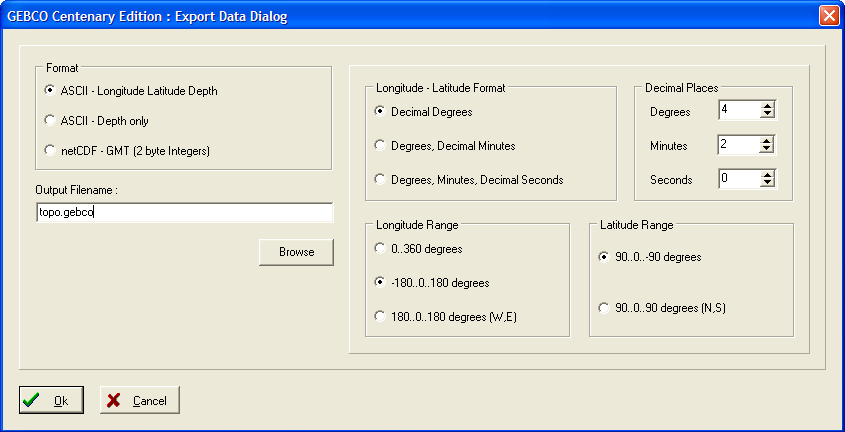 GEBCO Centenary Edition : Export Data Dialog
Format
ASCII - Longitude Latitude Depth
ASCII - Depth only
netCDF - GMT (2 byte Integers)
Output Filename :
topo.gebco
Browse
Longitude - Latitude Format
Decimal Degrees
Degrees, Decimal Minutes
Degrees, Minutes, Decimal Seconds
Decimal Places
Degrees 4
Minutes 2
Seconds 0
Longitude Range
0..360 degrees
-180..0..180 degrees
180..0..180 degrees (W,E)
Latitude Range
90..0..-90 degrees
90..0..90 degrees (N,S)
Ok
Cancel